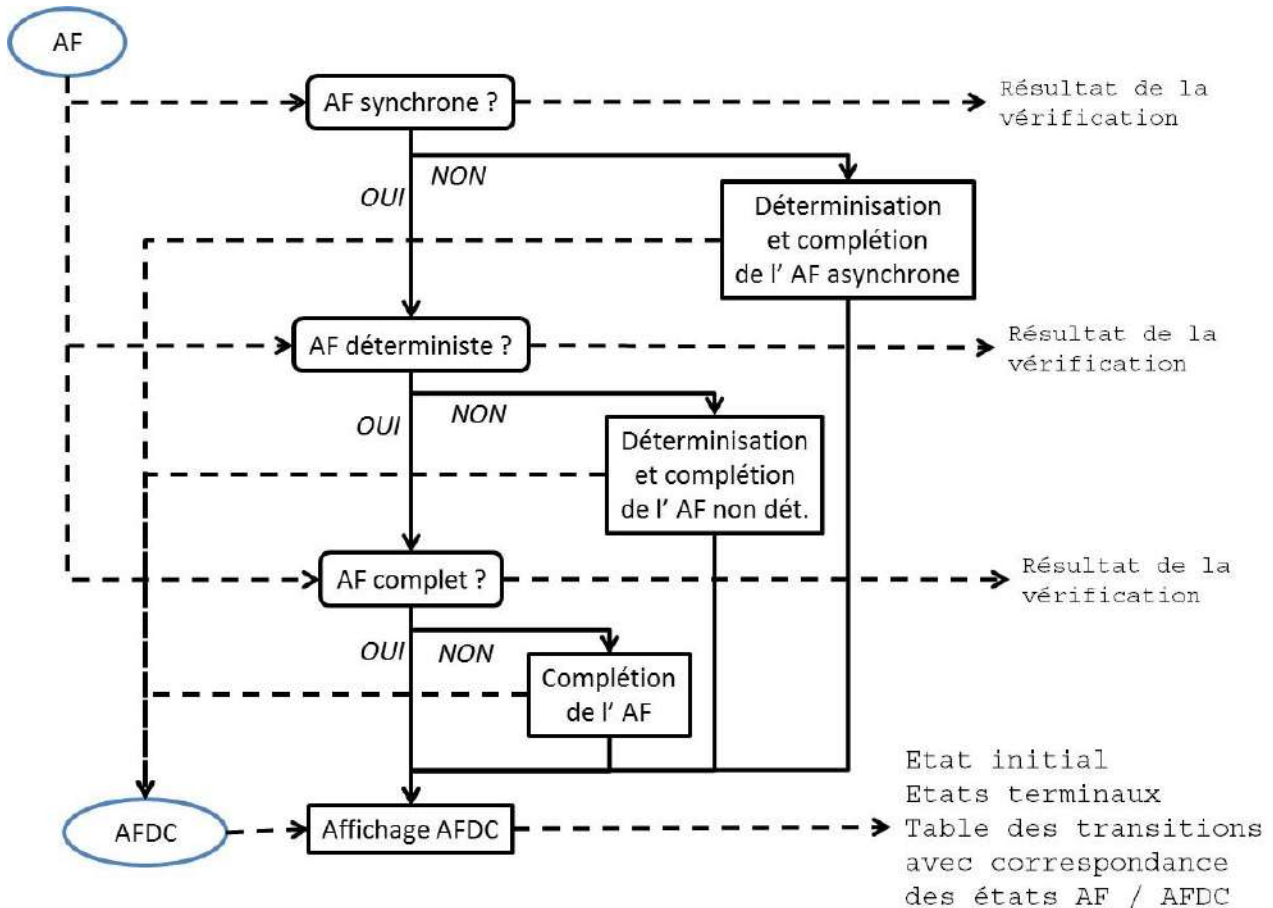 AF
AF synchrone ?
Résultat de la
vérification
NON
OUI
Déterminisation
et complétion
de l' AF asynchrone
AF déterministe ?
Résultat de la
vérification
NON
OUI
Déterminisation
et complétion
de l' AF non dét.
AF complet ?
Résultat de la
vérification
OUI
NON
Complétion
de l' AF
AFDC
Affichage AFDC
Etat initial
Etats terminaux
Table des transitions
avec correspondance
des états AF / AFDC